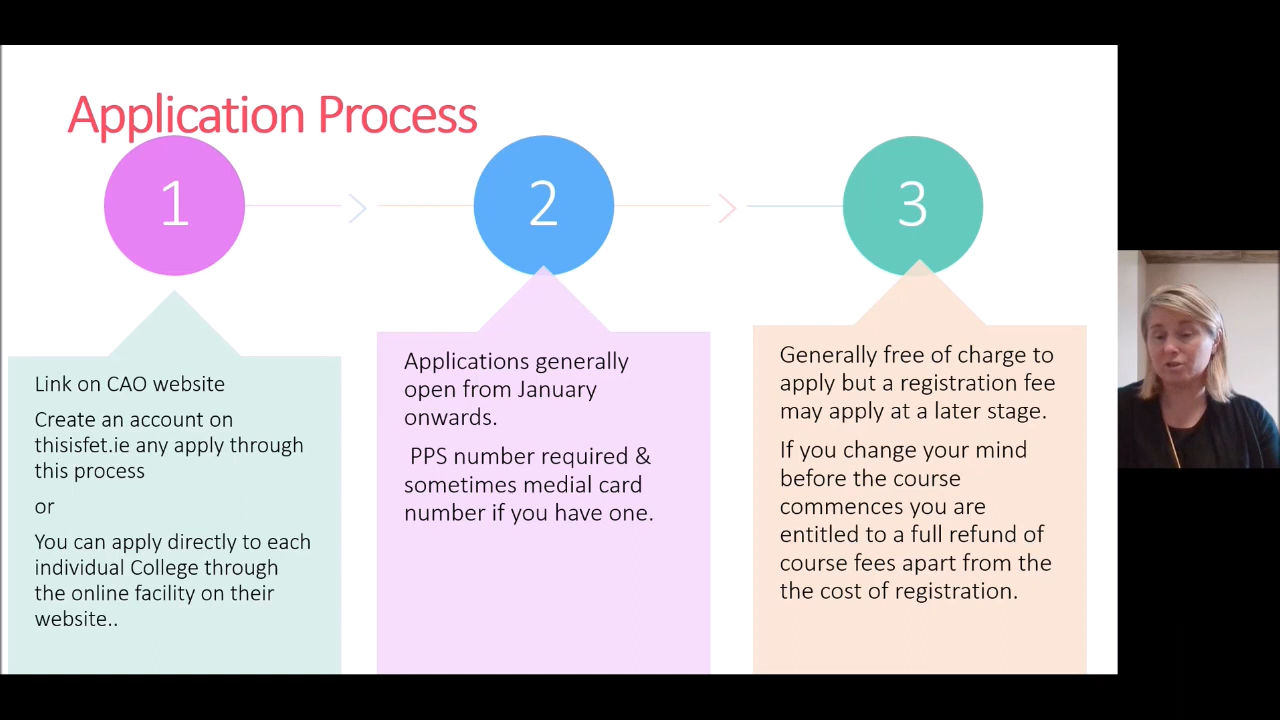 Application Process
1
2
3
Link on CAO website
Create an account on
thisisfet.ie any apply through
this process
or
You can apply directly to each
individual College through
the online facility on their
website..
Applications generally
open from January
onwards.
PPS number required &
sometimes medial card
number if you have one.
Generally free of charge to
apply but a registration fee
may apply at a later stage.
If you change your mind
before the course
commences you are
entitled to a full refund of
course fees apart from the
the cost of registration.